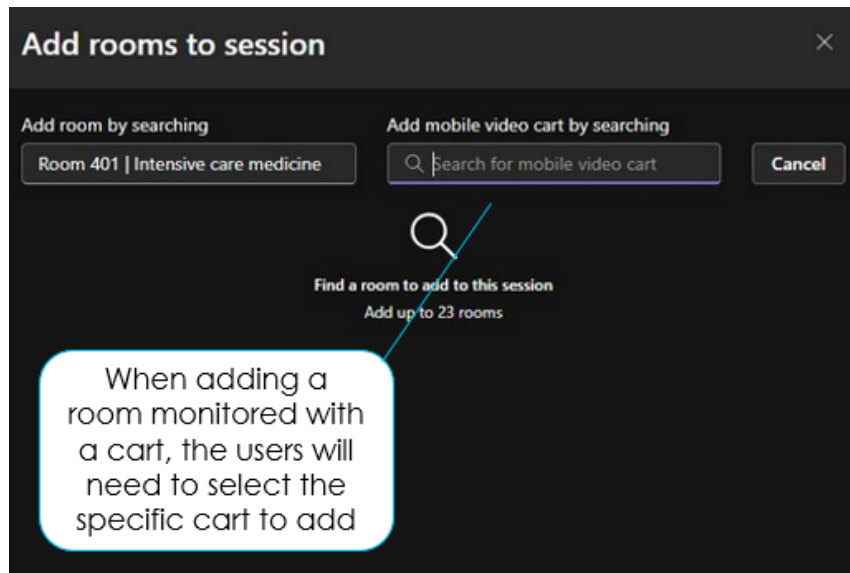 Add rooms to session
Add room by searching
Add mobile video cart by searching
Room 401 | Intensive care medicine
Search for mobile video cart
Cancel
Find a room to add to this session
Add up to 23 rooms
When adding a
room monitored with
a cart, the users will
need to select the
specific cart to add